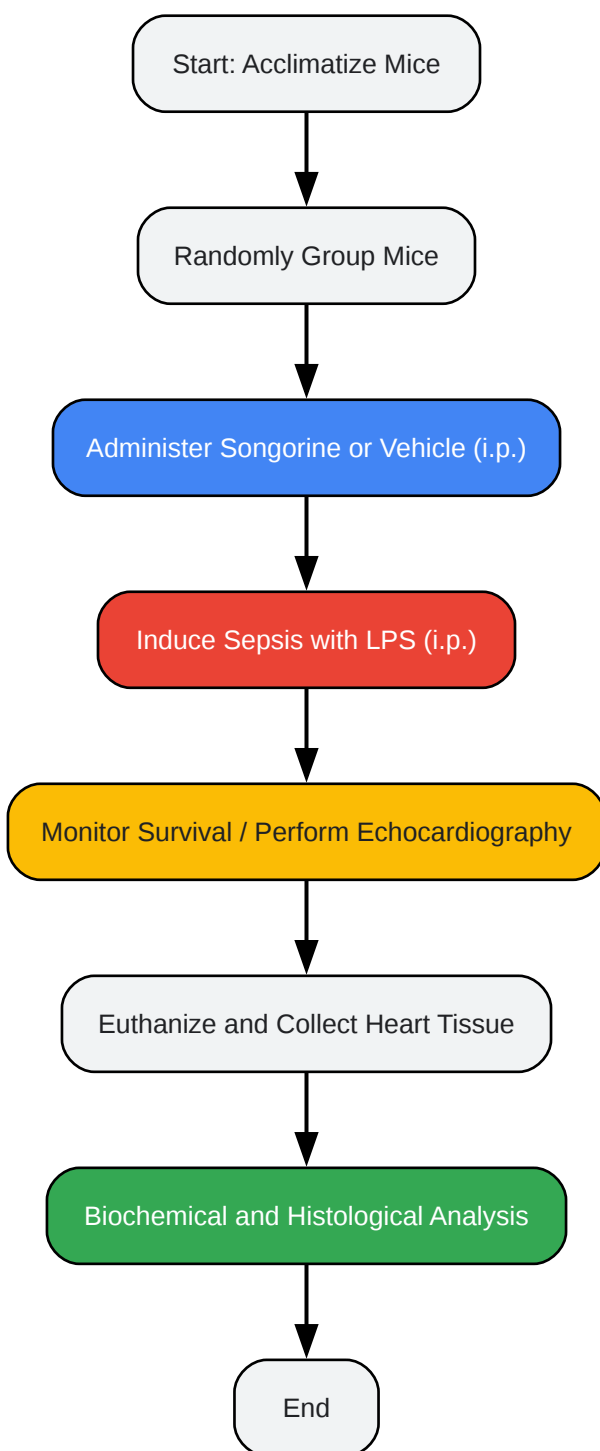 Start: Acclimatize Mice
Randomly Group Mice
Administer Songorine or Vehicle (i.p.)
Induce Sepsis with LPS (i.p.)
Monitor Survival / Perform Echocardiography
Euthanize and Collect Heart Tissue
Biochemical and Histological Analysis
End